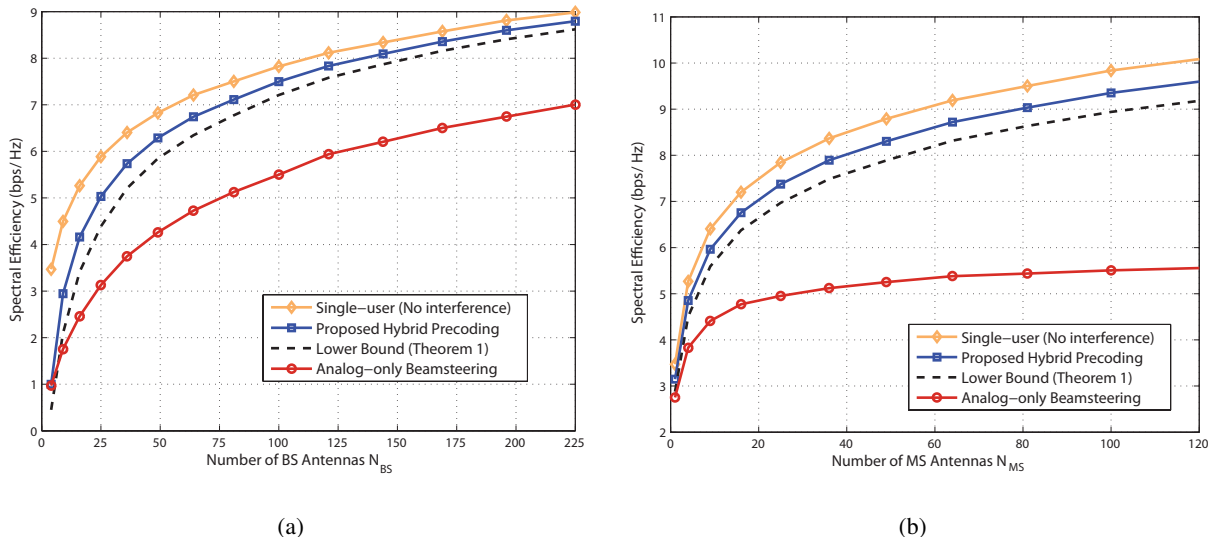 9
8
7
6
5
4
3
2
1
0
Spectral Efficiency (bps/ Hz)
Single−user (No interference)
Proposed Hybrid Precoding
Lower Bound (Theorem 1)
Analog−only Beamsteering
0 25 50 75 100 125 150 175 200 225
Number of BS Antennas N_BS
(a)
11
10
9
8
7
6
5
4
3
2
Spectral Efficiency (bps/ Hz)
Single−user (No interference)
Proposed Hybrid Precoding
Lower Bound (Theorem 1)
Analog−only Beamsteering
0 20 40 60 80 100 120
Number of MS Antennas N_MS
(b)